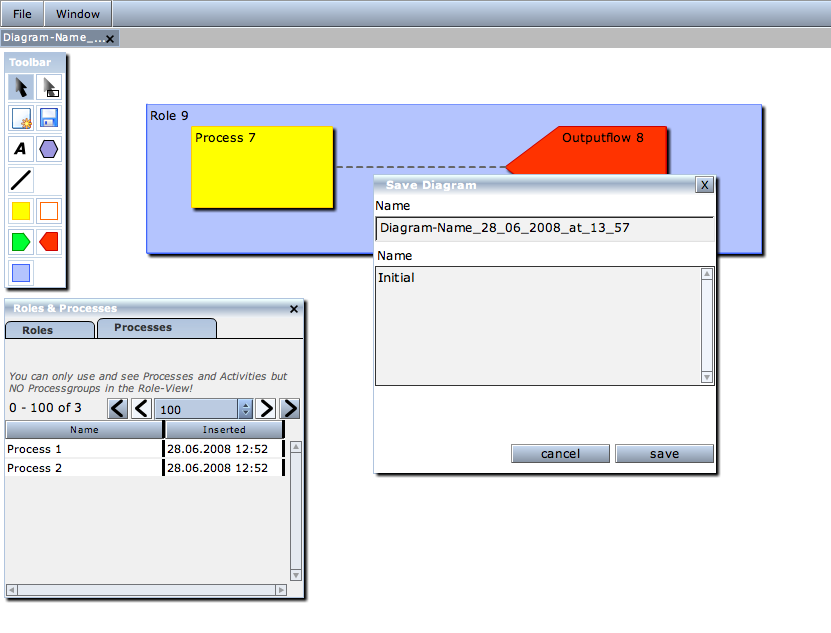 File Window
Diagram-Name_...x
Toolbar
A
Role 9
Process 7
Outputflow 8
Save Diagram X
Name
Diagram-Name_28_06_2008_at_13_57
Name
Initial
cancel save
Roles & Processes x
Roles Processes
You can only use and see Processes and Activities but
NO Processgroups in the Role-View!
0 - 100 of 3 100
Name Inserted
Process 1 28.06.2008 12:52
Process 2 28.06.2008 12:52